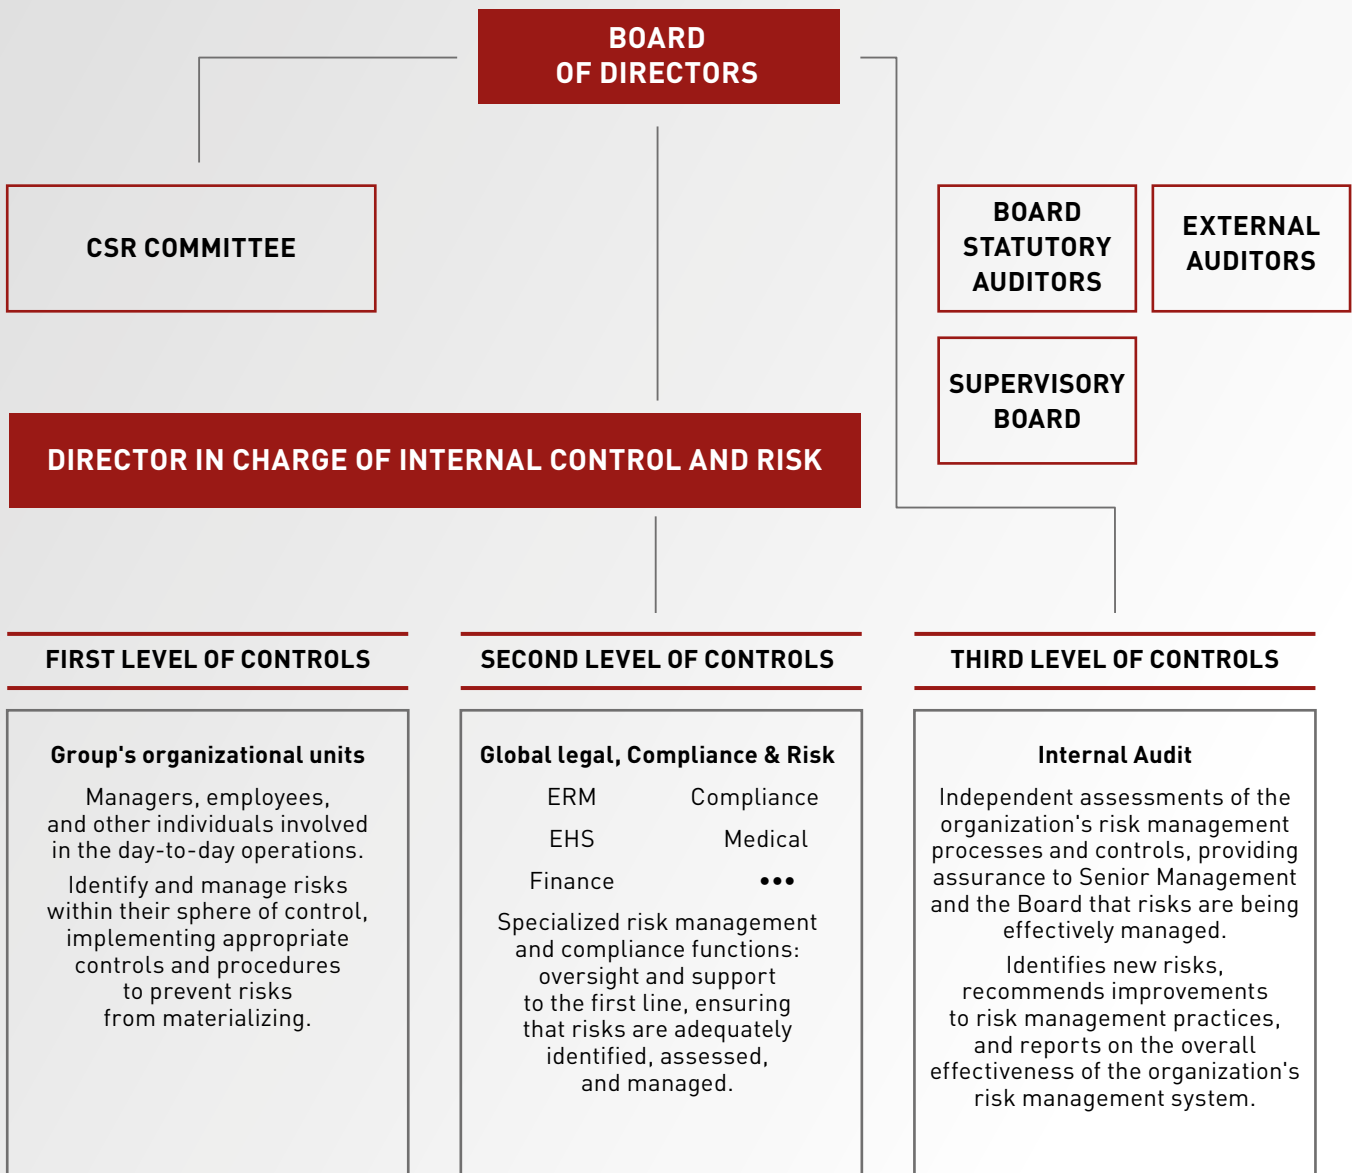 BOARD
OF DIRECTORS
CSR COMMITTEE
BOARD
STATUTORY
AUDITORS
EXTERNAL
AUDITORS
SUPERVISORY
BOARD
DIRECTOR IN CHARGE OF INTERNAL CONTROL AND RISK
FIRST LEVEL OF CONTROLS
Group's organizational units
Managers, employees,
and other individuals involved
in the day-to-day operations.
Identify and manage risks
within their sphere of control,
implementing appropriate
controls and procedures
to prevent risks
from materializing.
SECOND LEVEL OF CONTROLS
Global legal, Compliance & Risk
ERM Compliance
EHS Medical
Finance •••
Specialized risk management
and compliance functions:
oversight and support
to the first line, ensuring
that risks are adequately
identified, assessed,
and managed.
THIRD LEVEL OF CONTROLS
Internal Audit
Independent assessments of the
organization's risk management
processes and controls, providing
assurance to Senior Management
and the Board that risks are being
effectively managed.
Identifies new risks,
recommends improvements
to risk management practices,
and reports on the overall
effectiveness of the organization's
risk management system.